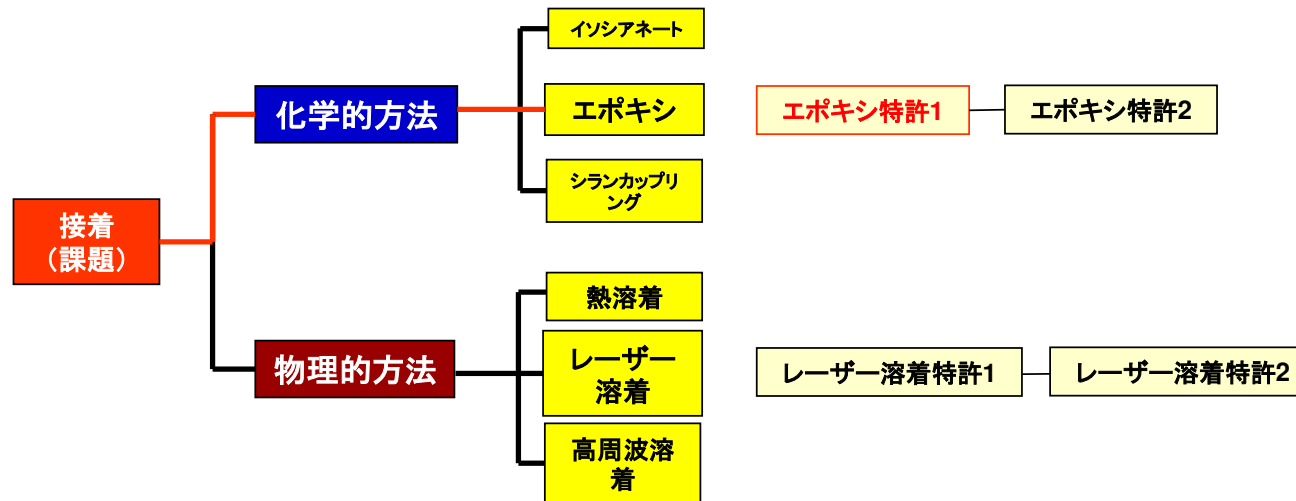 イソシアネート
化学的方法
エポキシ
エポキシ特許1
エポキシ特許2
シランカップリ
ング
接着
（課題）
熱溶着
物理的方法
レーザー
溶着
レーザー溶着特許1
レーザー溶着特許2
高周波溶
着